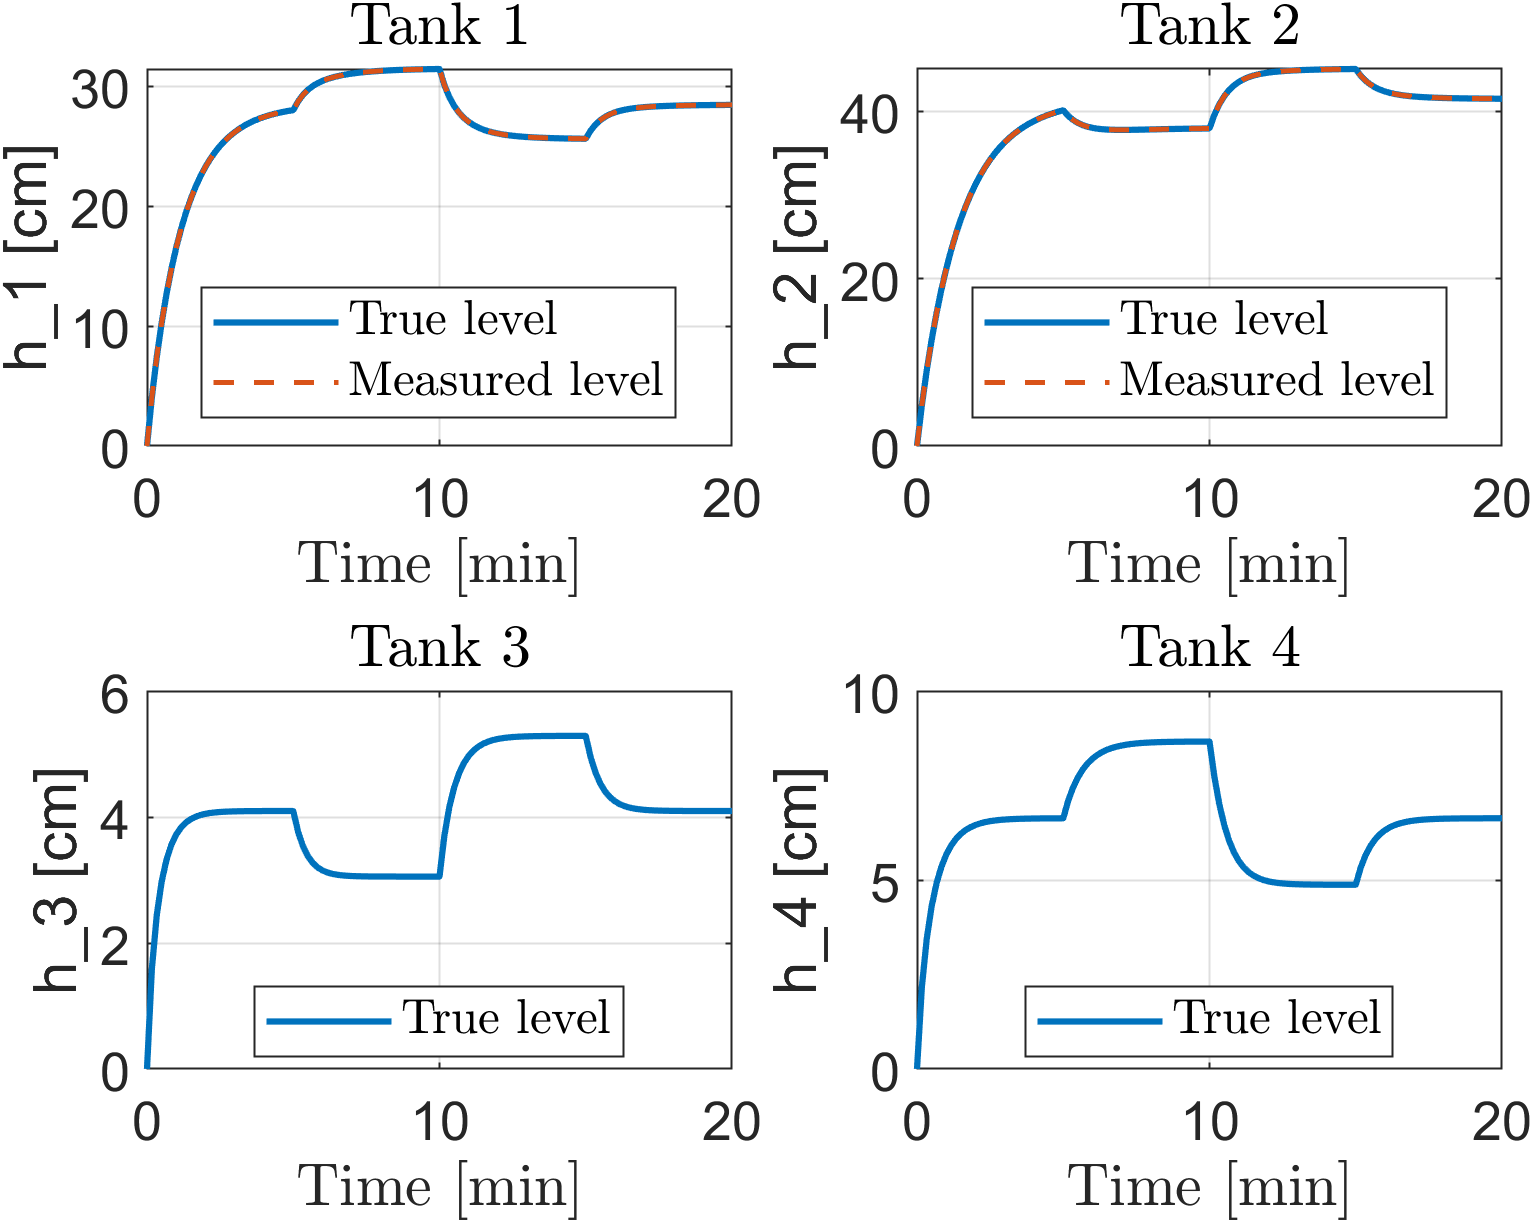 Tank 1
30
20
10
0
h_1 [cm]
True level
Measured level
0 10 20
Time [min]
Tank 2
40
20
0
h_2 [cm]
True level
Measured level
0 10 20
Time [min]
Tank 3
6
4
2
0
h_3 [cm]
True level
0 10 20
Time [min]
Tank 4
10
5
0
h_4 [cm]
True level
0 10 20
Time [min]